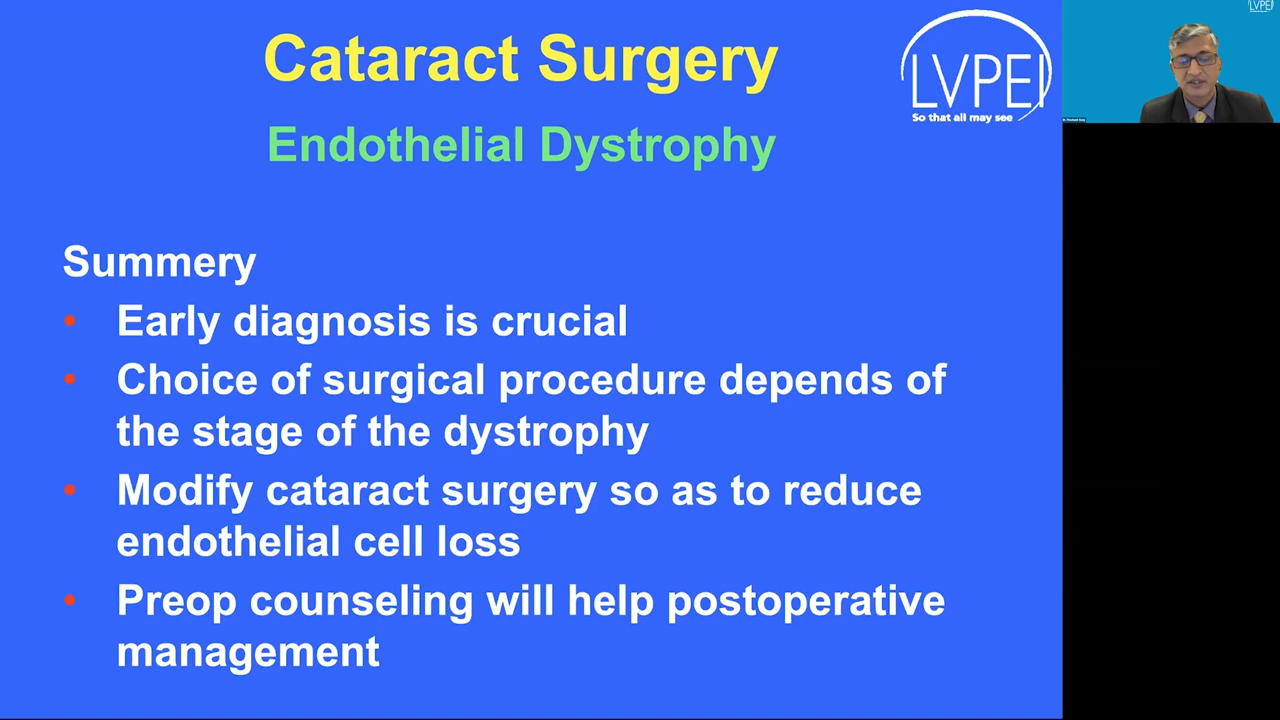 Cataract Surgery
Endothelial Dystrophy
LVPEI
So that all may see
LVPEI
Summery
• Early diagnosis is crucial
• Choice of surgical procedure depends of
the stage of the dystrophy
• Modify cataract surgery so as to reduce
endothelial cell loss
• Preop counseling will help postoperative
management